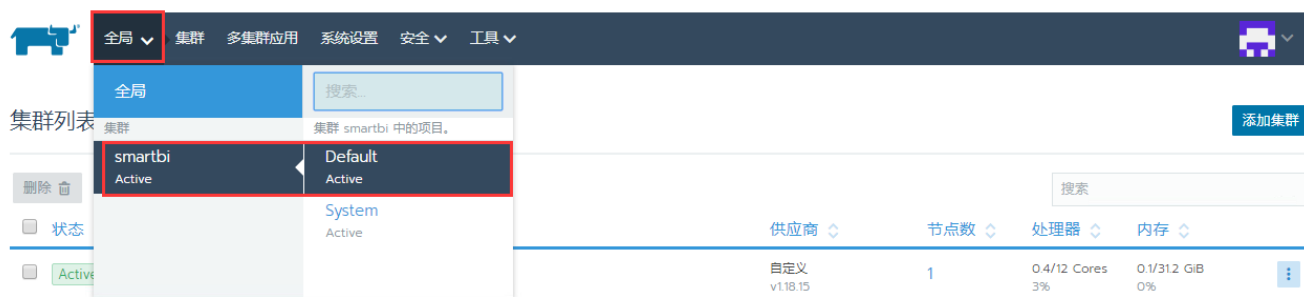 全局 集群 多集群应用 系统设置 安全 工具
全局 搜索...
集群列表 添加集群
集群 集群 smartbi 中的项目。
smartbi Default
Active Active
删除 搜索
System
Active
状态 供应商 节点数 处理器 内存
Active 自定义 1 0.4/12 Cores 0.1/31.2 GiB
v1.18.15 3% 0%